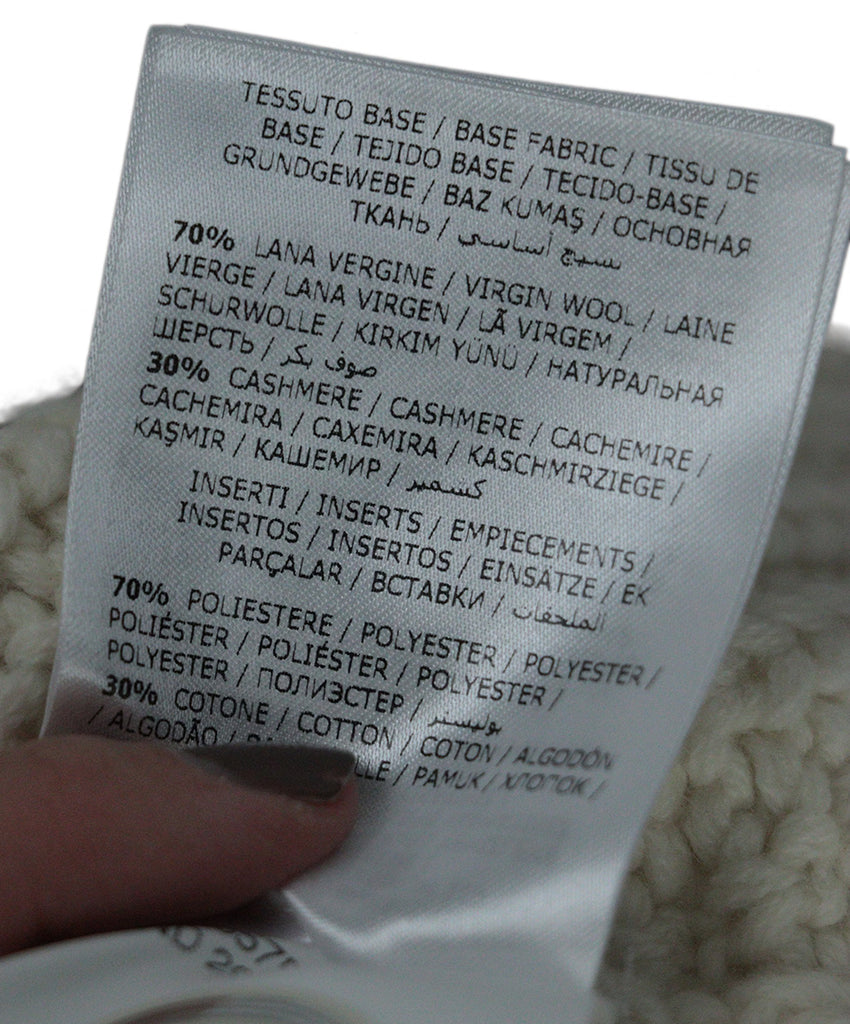 TESSUTO BASE / BASE FABRIC / TISSU DE
BASE / TEJIDO BASE / TECIDO-BASE /
GRUNDGEWEBE / BAZ KUMAŞ / ОСНОВНАЯ
ТКАНЬ / نسيج أساسي
70% LANA VERGINE / VIRGIN WOOL / LAINE
VIERGE / LANA VIRGEN / LÃ VIRGEM /
SCHURWOLLE / KIRKIM YÜNÜ / НАТУРАЛЬНАЯ
ШЕРСТЬ / صوف بكر
30% CASHMERE / CASHMERE / CACHEMIRE /
CACHEMIRA / CAXEMIRA / KASCHMIRZIEGE /
KAŞMIR / КАШЕМИР / كشمير
INSERTI / INSERTS / EMPIECEMENTS /
INSERTOS / INSERTOS / EINSÄTZE / EK
PARÇALAR / ВСТАВКИ / الملحقات
70% POLIESTERE / POLYESTER / POLYESTER /
POLIÉSTER / POLIÉSTER / POLYESTER /
POLYESTER / ПОЛИЭСТЕР / بوليستر
30% COTONE / COTTON / COTON / ALGODÓN
/ ALGODÃO / / PAMUK / ХЛОПОК /